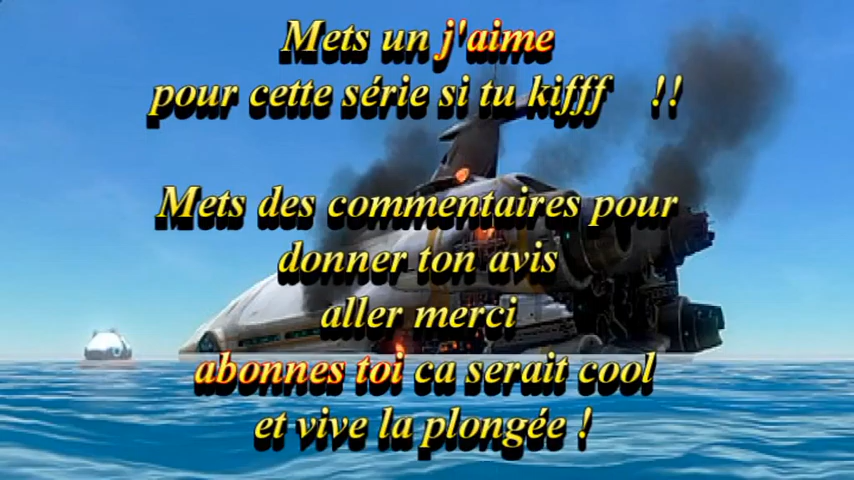 Mets un j'aime
pour cette série si tu kifff !!
Mets des commentaires pour
donner ton avis
aller merci
abonnes toi ca serait cool
et vive la plongée !